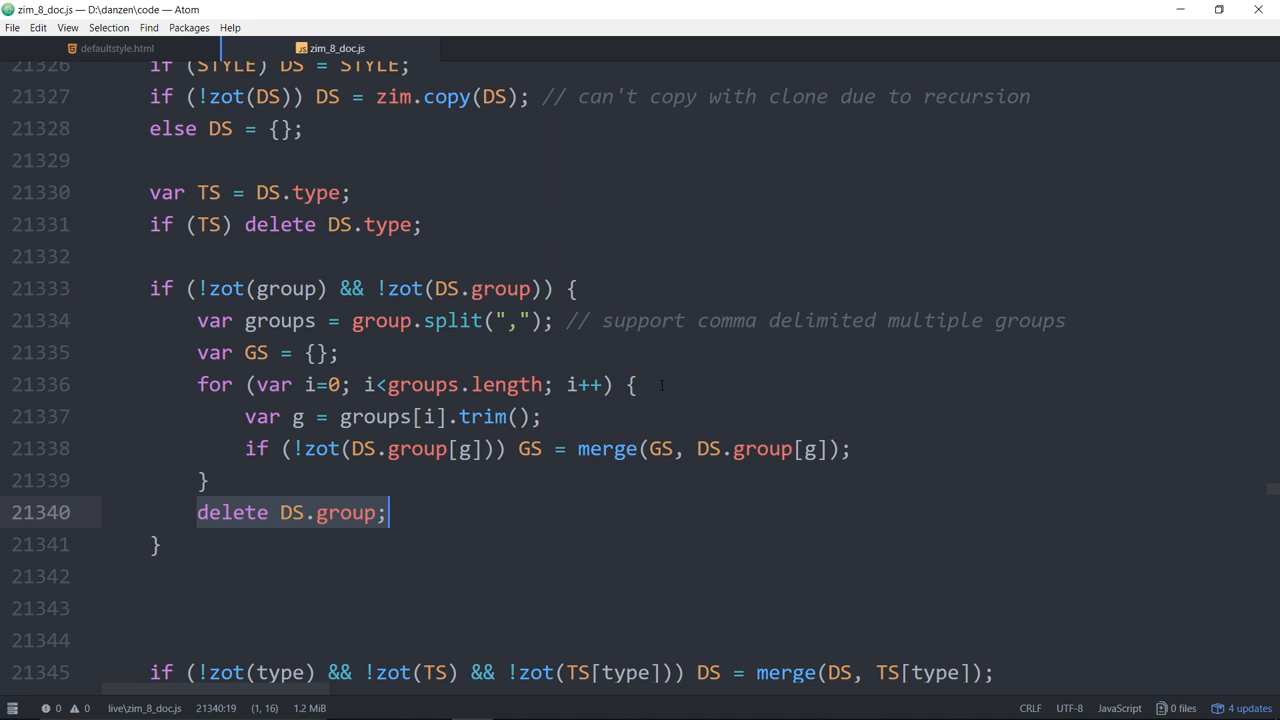 zim_8_doc.js — D:\danzen\code — Atom
File Edit View Selection Find Packages Help
defaultstyle.html zim_8_doc.js
21326 if (STYLE) DS = STYLE;
21327 if (!zot(DS)) DS = zim.copy(DS); // can't copy with clone due to recursion
21328 else DS = {};
21329
21330 var TS = DS.type;
21331 if (TS) delete DS.type;
21332
21333 if (!zot(group) && !zot(DS.group)) {
21334 var groups = group.split(","); // support comma delimited multiple groups
21335 var GS = {};
21336 for (var i=0; i<groups.length; i++) {
21337 var g = groups[i].trim();
21338 if (!zot(DS.group[g])) GS = merge(GS, DS.group[g]);
21339 }
21340 delete DS.group;
21341 }
21342
21343
21344
21345 if (!zot(type) && !zot(TS) && !zot(TS[type])) DS = merge(DS, TS[type]);
0 0 live\zim_8_doc.js 21340:19 (1, 16) 1.2 MiB CRLF UTF-8 JavaScript 0 files 4 updates